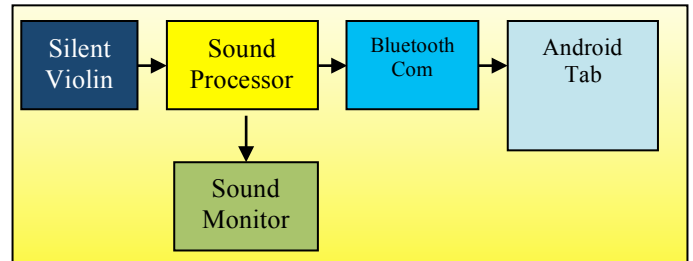 Silent
Violin
Sound
Processor
Bluetooth
Com
Android
Tab
Sound
Monitor